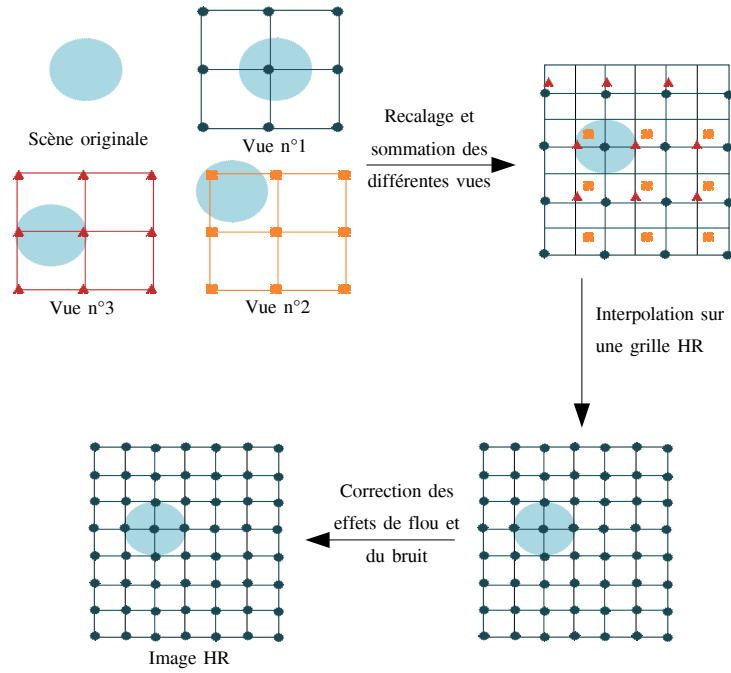 Scène originale
Vue n°1
Recalage et
sommation des
différentes vues
Vue n°3
Vue n°2
Interpolation sur
une grille HR
Correction des
effets de flou et
du bruit
Image HR